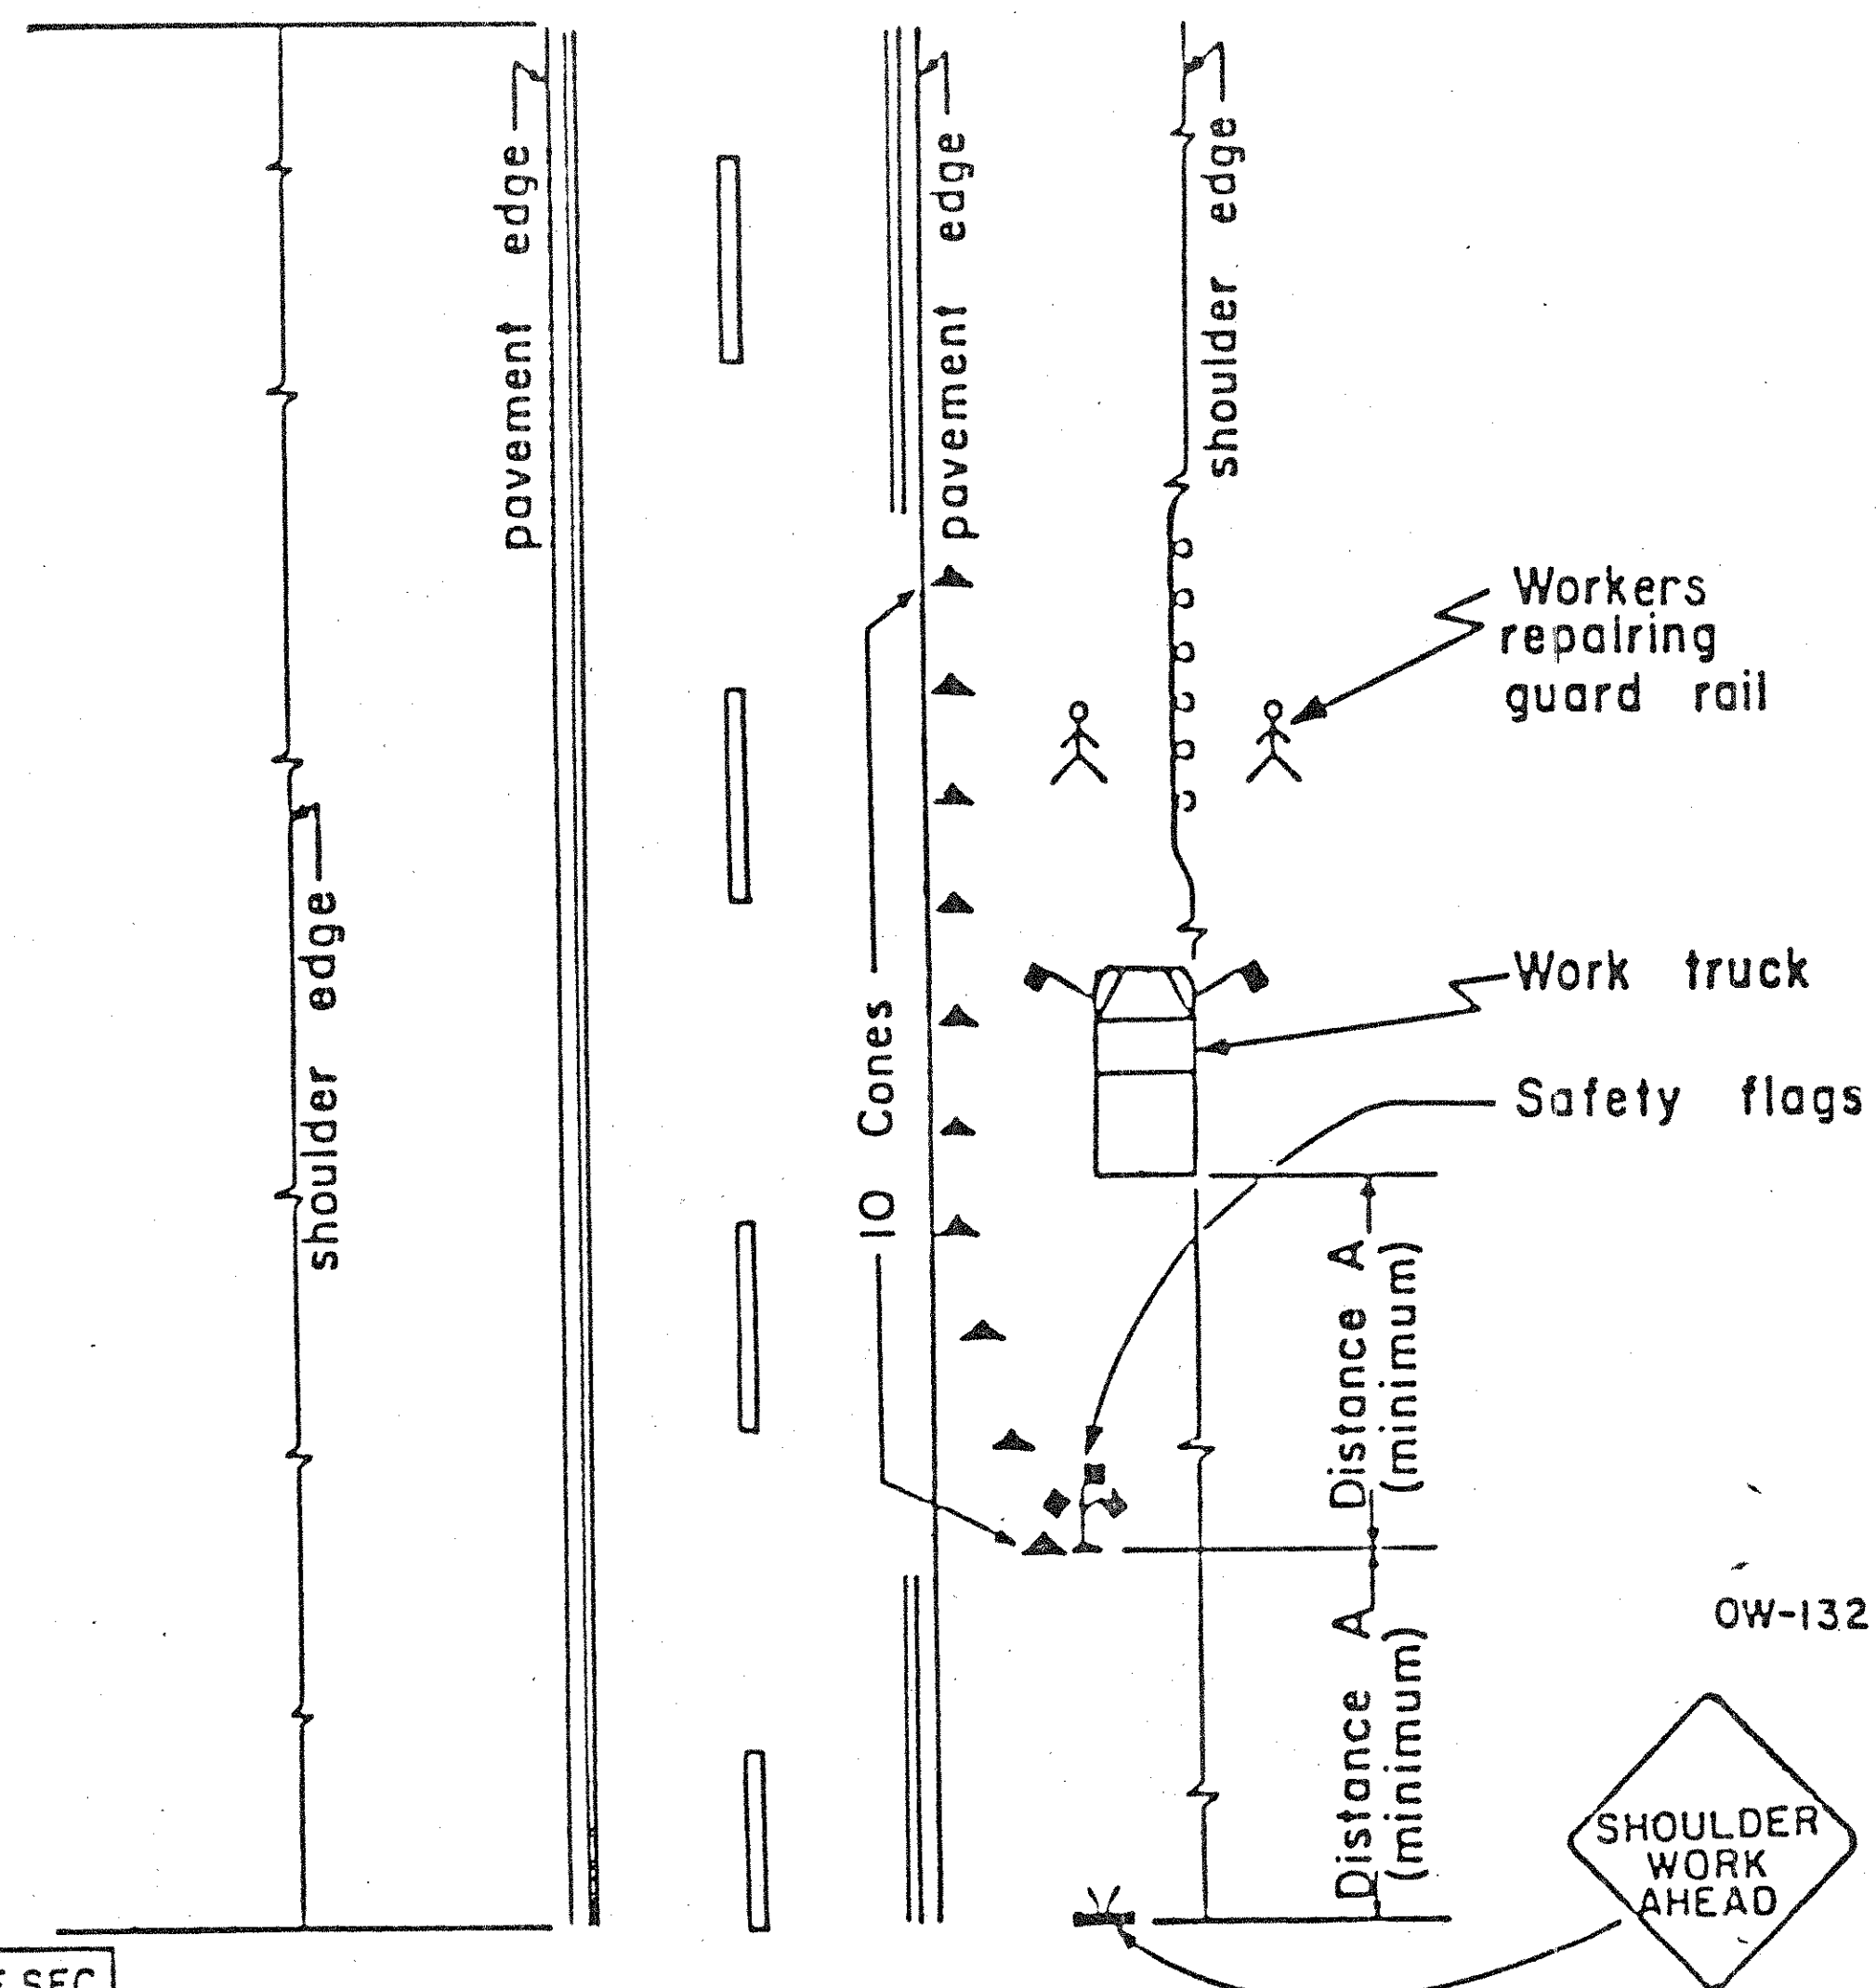 pavement edge
pavement edge
shoulder edge
Workers
repairing
guard rail
shoulder edge
Work truck
10 Cones
Safety flags
Distance A
(minimum)
OW-132
Distance A
(minimum)
SHOULDER
WORK
AHEAD
SEC